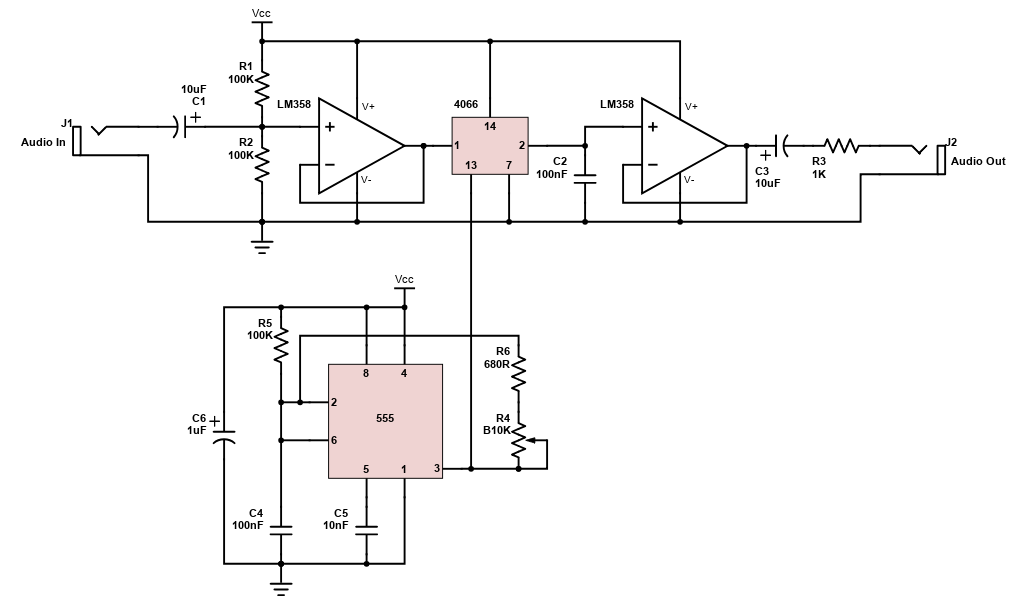 Vcc
R1
100K
10uF
C1
+
LM358
V+
4066
LM358
V+
J1
Audio In
+
14
+
R2
100K
1
2
J2
Audio Out
−
13
7
C2
100nF
−
+
C3
10uF
R3
1K
V-
V-
Vcc
R5
100K
R6
680R
8
4
2
555
C6
1uF
+
R4
B10K
6
5
1
3
C4
100nF
C5
10nF